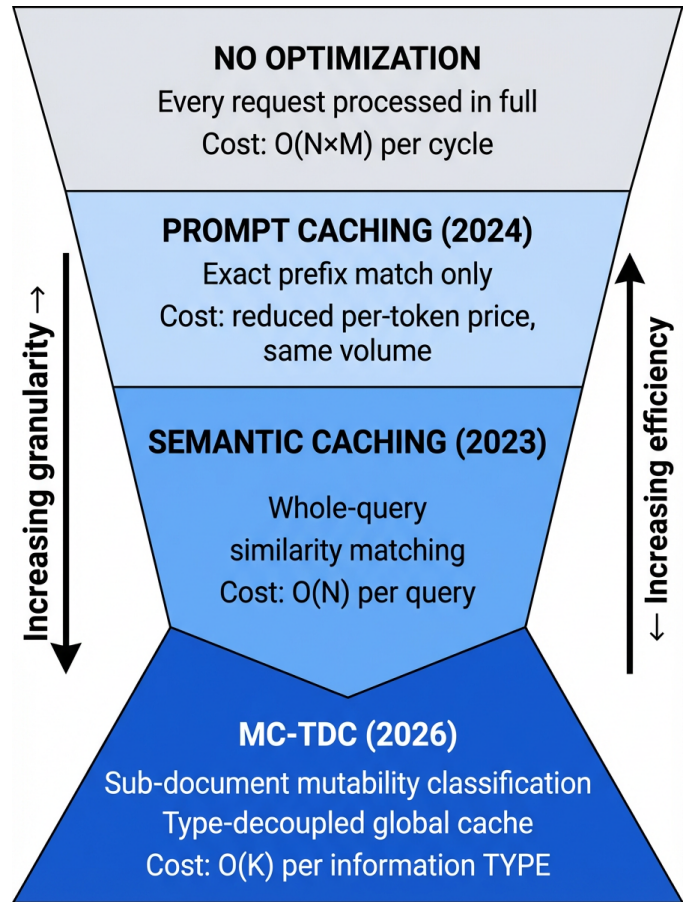 NO OPTIMIZATION
Every request processed in full
Cost: O(N×M) per cycle
PROMPT CACHING (2024)
Exact prefix match only
Cost: reduced per-token price,
same volume
Increasing granularity →
← Increasing efficiency
SEMANTIC CACHING (2023)
Whole-query
similarity matching
Cost: O(N) per query
MC-TDC (2026)
Sub-document mutability classification
Type-decoupled global cache
Cost: O(K) per information TYPE